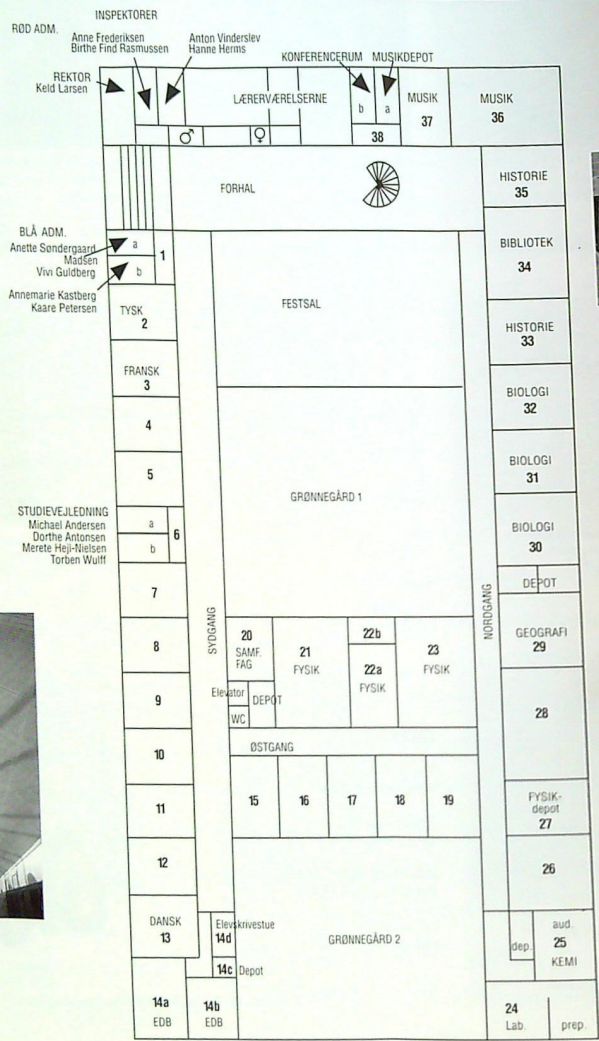 INSPEKTORER
RØD ADM.
Anne Frederiksen
Birthe Find Rasmussen
Anton Vinderslev
Hanne Herms
KONFERENCERUM MUSIKDEPOT
REKTOR
Keld Larsen
LÆRERVÆRELSERNE
b
a
MUSIK
37
MUSIK
36
♂
♀
38
FORHAL
HISTORIE
35
BLÅ ADM.
Anette Søndergaard
Madsen
Vivi Guldberg
a
b
1
BIBLIOTEK
34
Annemarie Kastberg
Kaare Petersen
TYSK
2
FESTSAL
HISTORIE
33
FRANSK
3
BIOLOGI
32
4
5
BIOLOGI
31
GRØNNEGÅRD 1
STUDIEVEJLEDNING
Michael Andersen
Dorthe Antonsen
Merete Heji-Nielsen
Torben Wulff
a
b
6
BIOLOGI
30
7
DEPOT
SYDGANG
NORDGANG
8
20
SAMF.
FAG
21
FYSIK
22b
22a
FYSIK
23
FYSIK
GEOGRAFI
29
9
Elevator
DEPOT
WC
28
10
ØSTGANG
11
15
16
17
18
19
FYSIK-
depot
27
12
26
DANSK
13
Elevskrivestue
14d
14c Depot
GRØNNEGÅRD 2
dep.
aud.
25
KEMI
14a
EDB
14b
EDB
24
Lab.
prep.